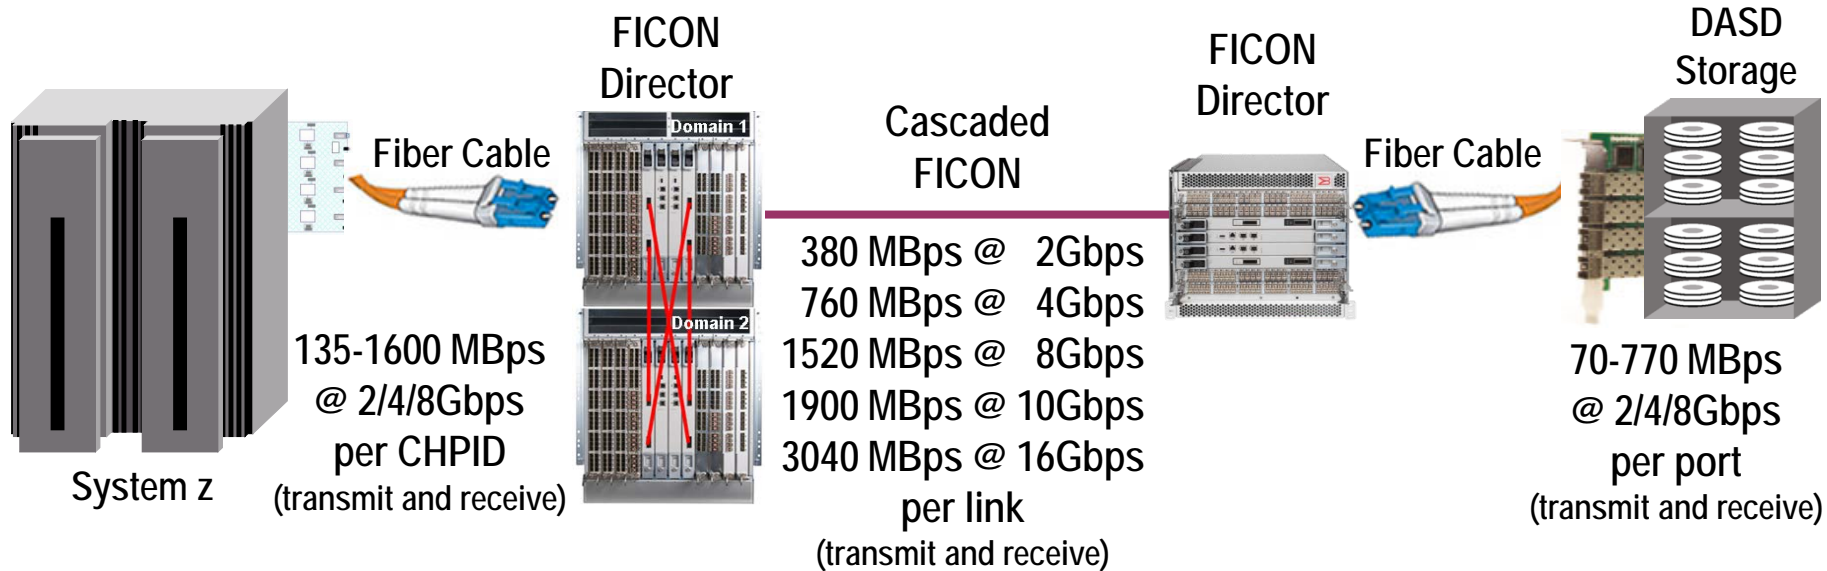 FICON
Director
Domain 1
Domain 2
System z
Fiber Cable
135-1600 MBps
@ 2/4/8Gbps
per CHPID
(transmit and receive)
Cascaded
FICON
380 MBps @ 2Gbps
760 MBps @ 4Gbps
1520 MBps @ 8Gbps
1900 MBps @ 10Gbps
3040 MBps @ 16Gbps
per link
(transmit and receive)
FICON
Director
Fiber Cable
DASD
Storage
70-770 MBps
@ 2/4/8Gbps
per port
(transmit and receive)